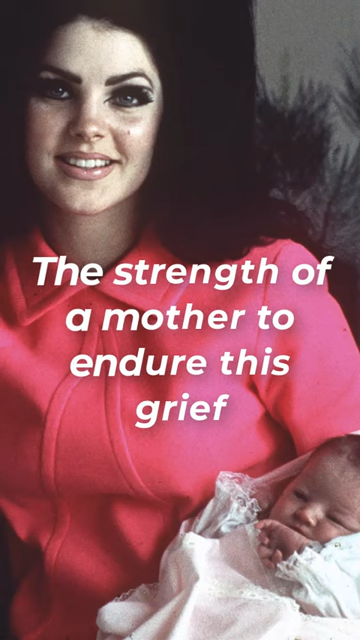 The strength of
a mother to
endure this
grief